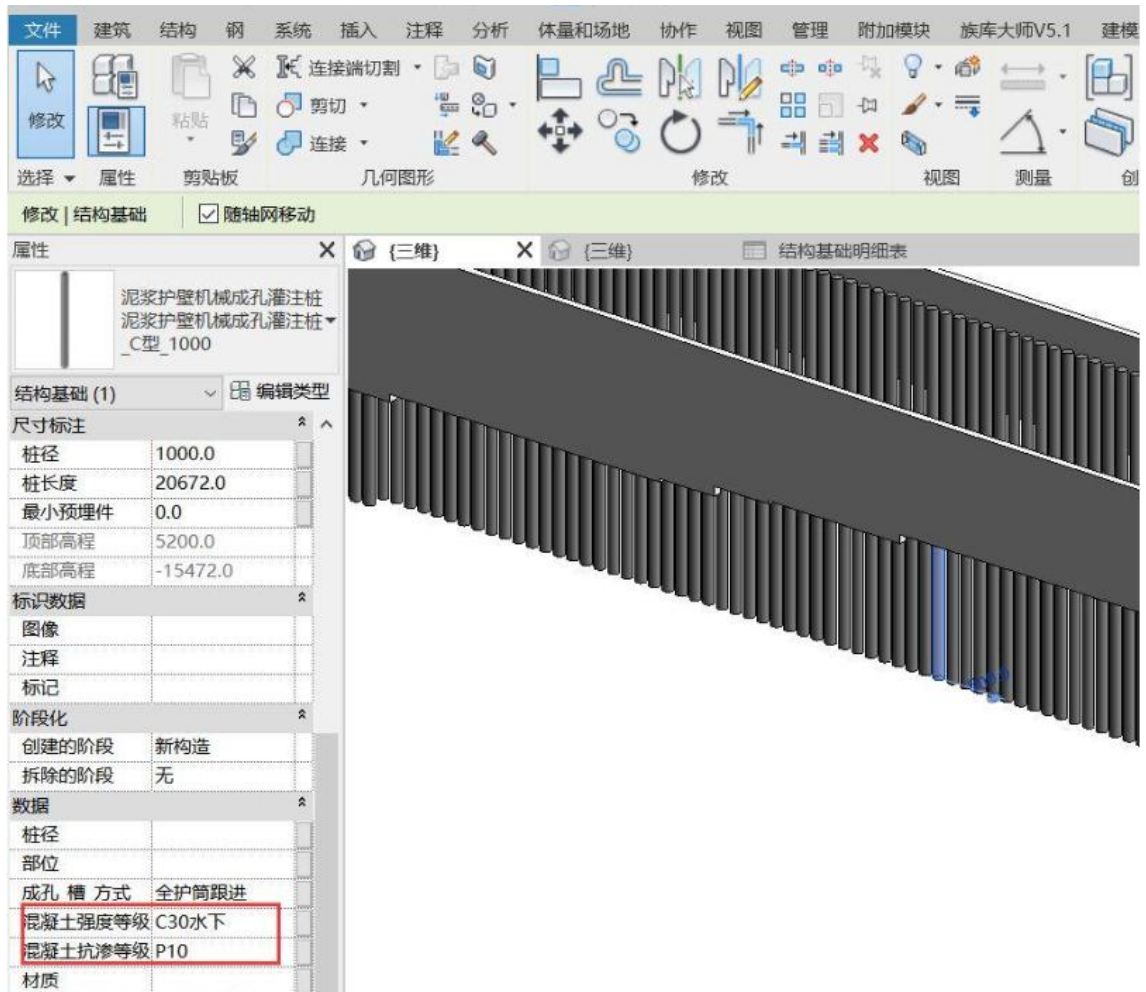 文件 建筑 结构 钢 系统 插入 注释 分析 体量和场地 协作 视图 管理 附加模块 族库大师V5.1 建模
修改 粘贴 连接端切割
剪切
连接
选择 属性 剪贴板 几何图形 修改 视图 测量 创
修改 | 结构基础 随轴网移动
属性 {三维} {三维} 结构基础明细表
泥浆护壁机械成孔灌注桩
泥浆护壁机械成孔灌注桩
_C型_1000
结构基础 (1) 编辑类型
尺寸标注
桩径 1000.0
桩长度 20672.0
最小预埋件 0.0
顶部高程 5200.0
底部高程 -15472.0
标识数据
图像
注释
标记
阶段化
创建的阶段 新构造
拆除的阶段 无
数据
桩径
部位
成孔 槽 方式 全护筒跟进
混凝土强度等级 C30水下
混凝土抗渗等级 P10
材质